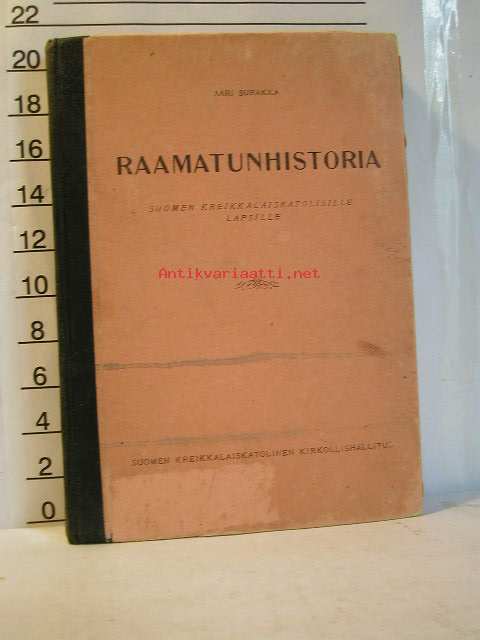 22
20
18
16
14
12
10
8
6
4
2
0
AARI SURAKKA
RAAMATUNHISTORIA
SUOMEN KREIKKALAISKATOLISILLE
LAPSILLE
Antikvariaatti.net
SUOMEN KREIKKALAISKATOLINEN KIRKOLLISHALLITUS